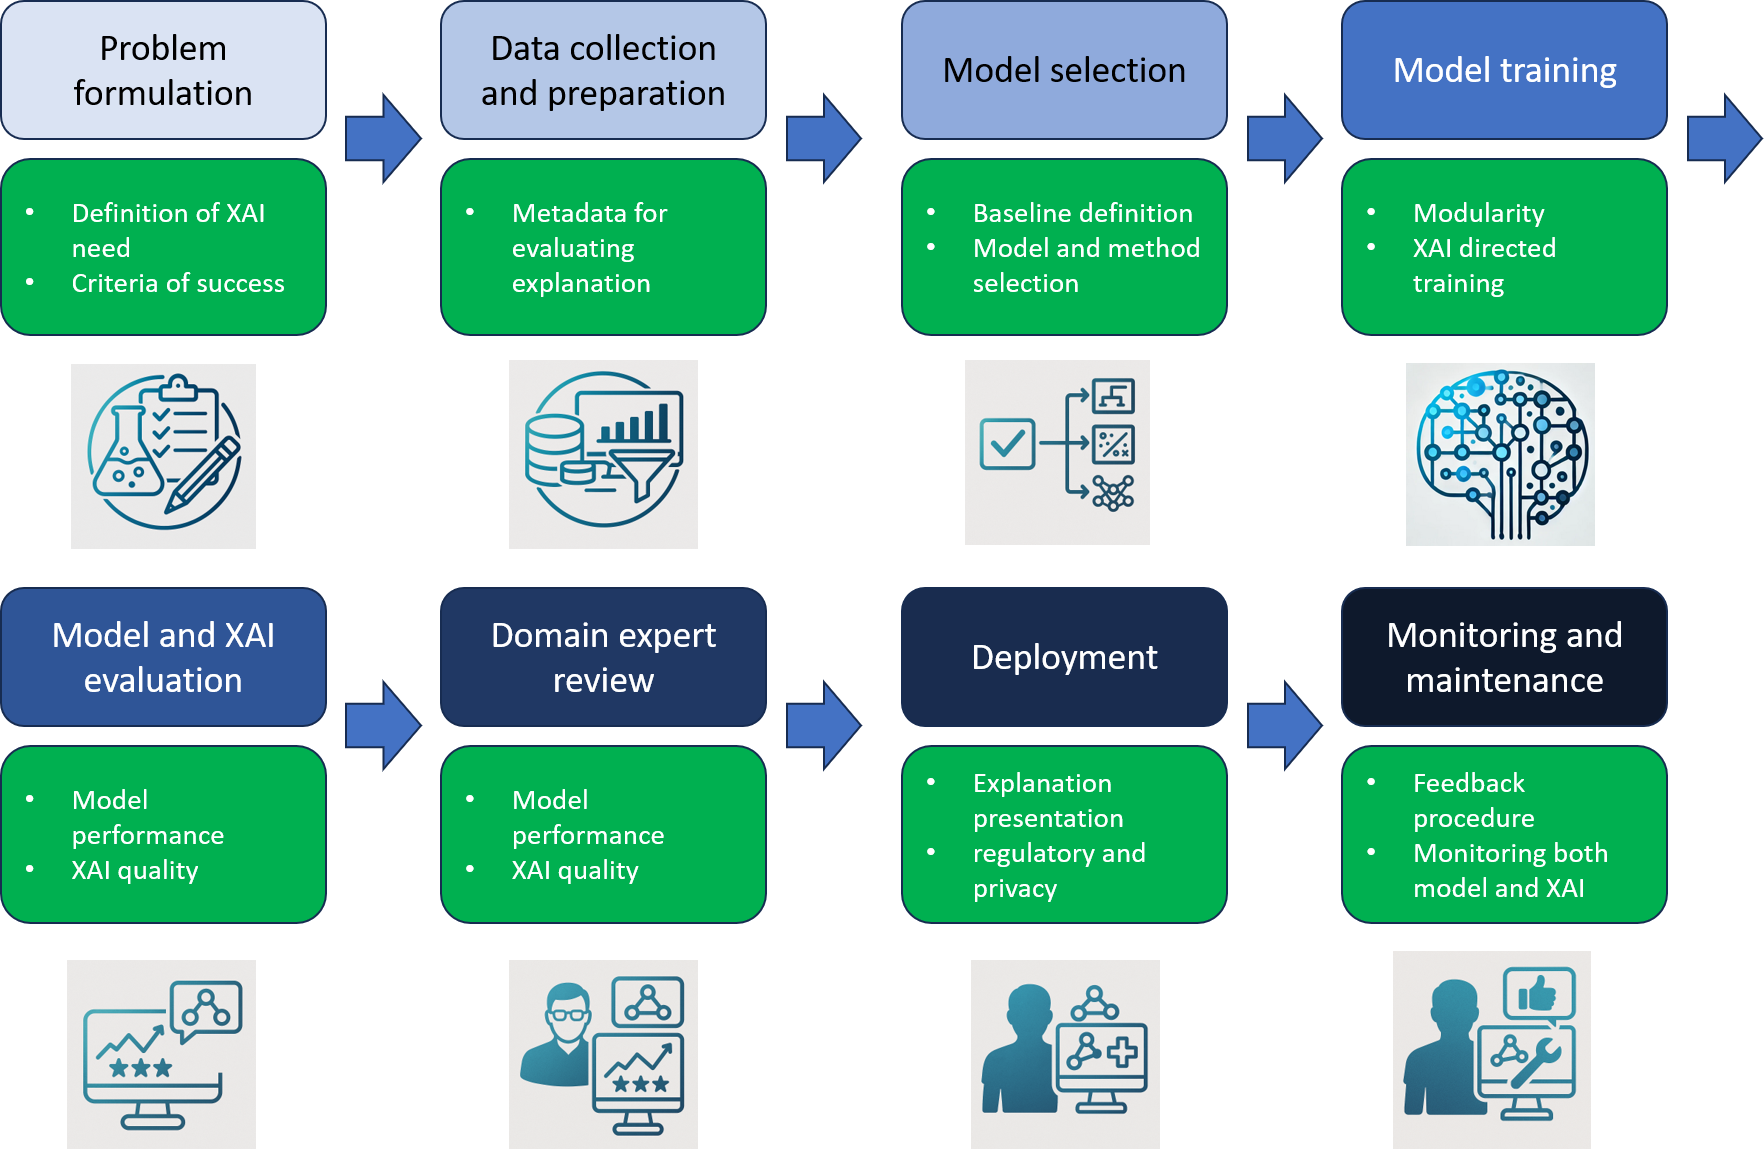 Problem
formulation
Data collection
and preparation
Model selection
Model training
• Definition of XAI
need
• Criteria of success
• Metadata for
evaluating
explanation
• Baseline definition
• Model and method
selection
• Modularity
• XAI directed
training
Model and XAI
evaluation
Domain expert
review
Deployment
Monitoring and
maintenance
• Model
performance
• XAI quality
• Model
performance
• XAI quality
• Explanation
presentation
• regulatory and
privacy
• Feedback
procedure
• Monitoring both
model and XAI